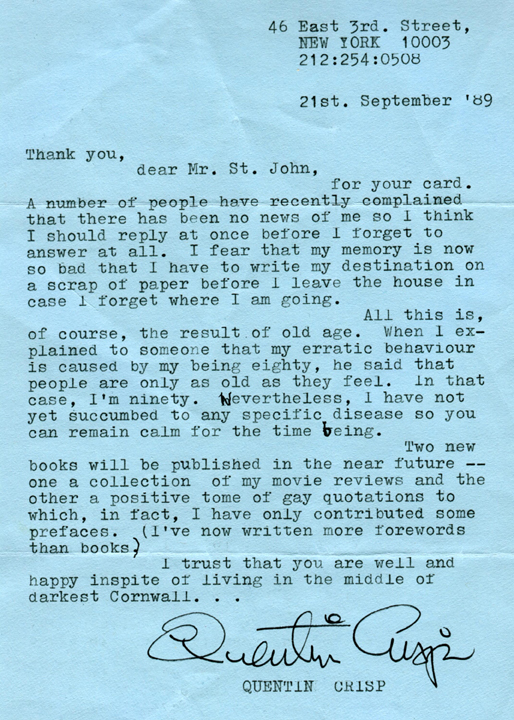 46 East 3rd. Street,
NEW YORK 10003
212:254:0508
21st. September '89
Thank you,
dear Mr. St. John,
for your card.
A number of people have recently complained
that there has been no news of me so I think
I should reply at once before I forget to
answer at all. I fear that my memory is now
so bad that I have to write my destination on
a scrap of paper before I leave the house in
case I forget where I am going.
All this is,
of course, the result of old age. When I ex-
plained to someone that my erratic behaviour
is caused by my being eighty, he said that
people are only as old as they feel. In that
case, I'm ninety. Nevertheless, I have not
yet succumbed to any specific disease so you
can remain calm for the time being.
Two new
books will be published in the near future --
one a collection of my movie reviews and the
other a positive tome of gay quotations to
which, in fact, I have only contributed some
prefaces. (I've now written more forewords
than books)
I trust that you are well and
happy inspite of living in the middle of
darkest Cornwall. . .
Quentin Crisp
QUENTIN CRISP